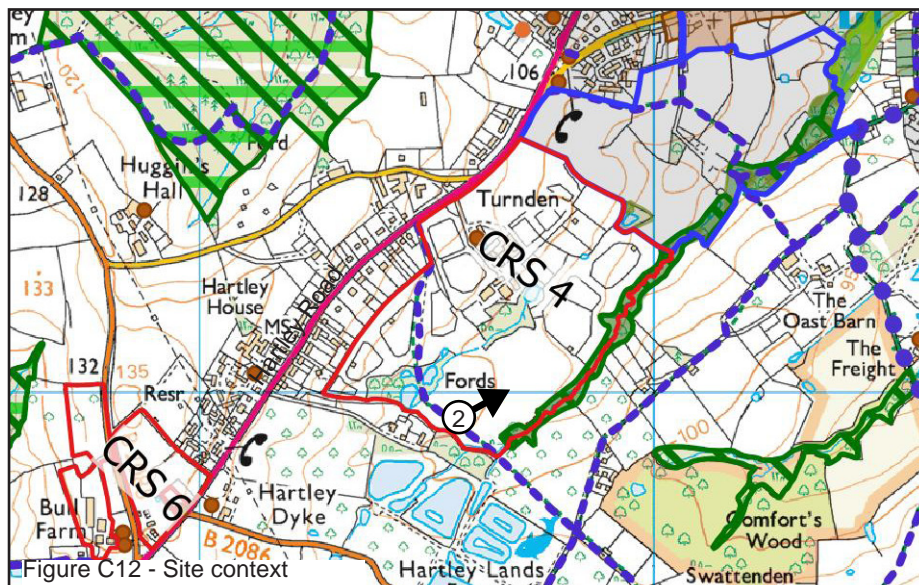 ey
m
106
120
Ford
Huggin's
Hall
128
Turnden
CRS 4
133
Hartley
House
MS
Hartley Road
The
Oast Barn
The
Freight
132
135
Resr
Fords
2
100
CRS 6
Bull
Farm
Hartley
Dyke
B 2086
Comfort's
Wood
Hartley Lands
Swattenden
Figure C12 - Site context